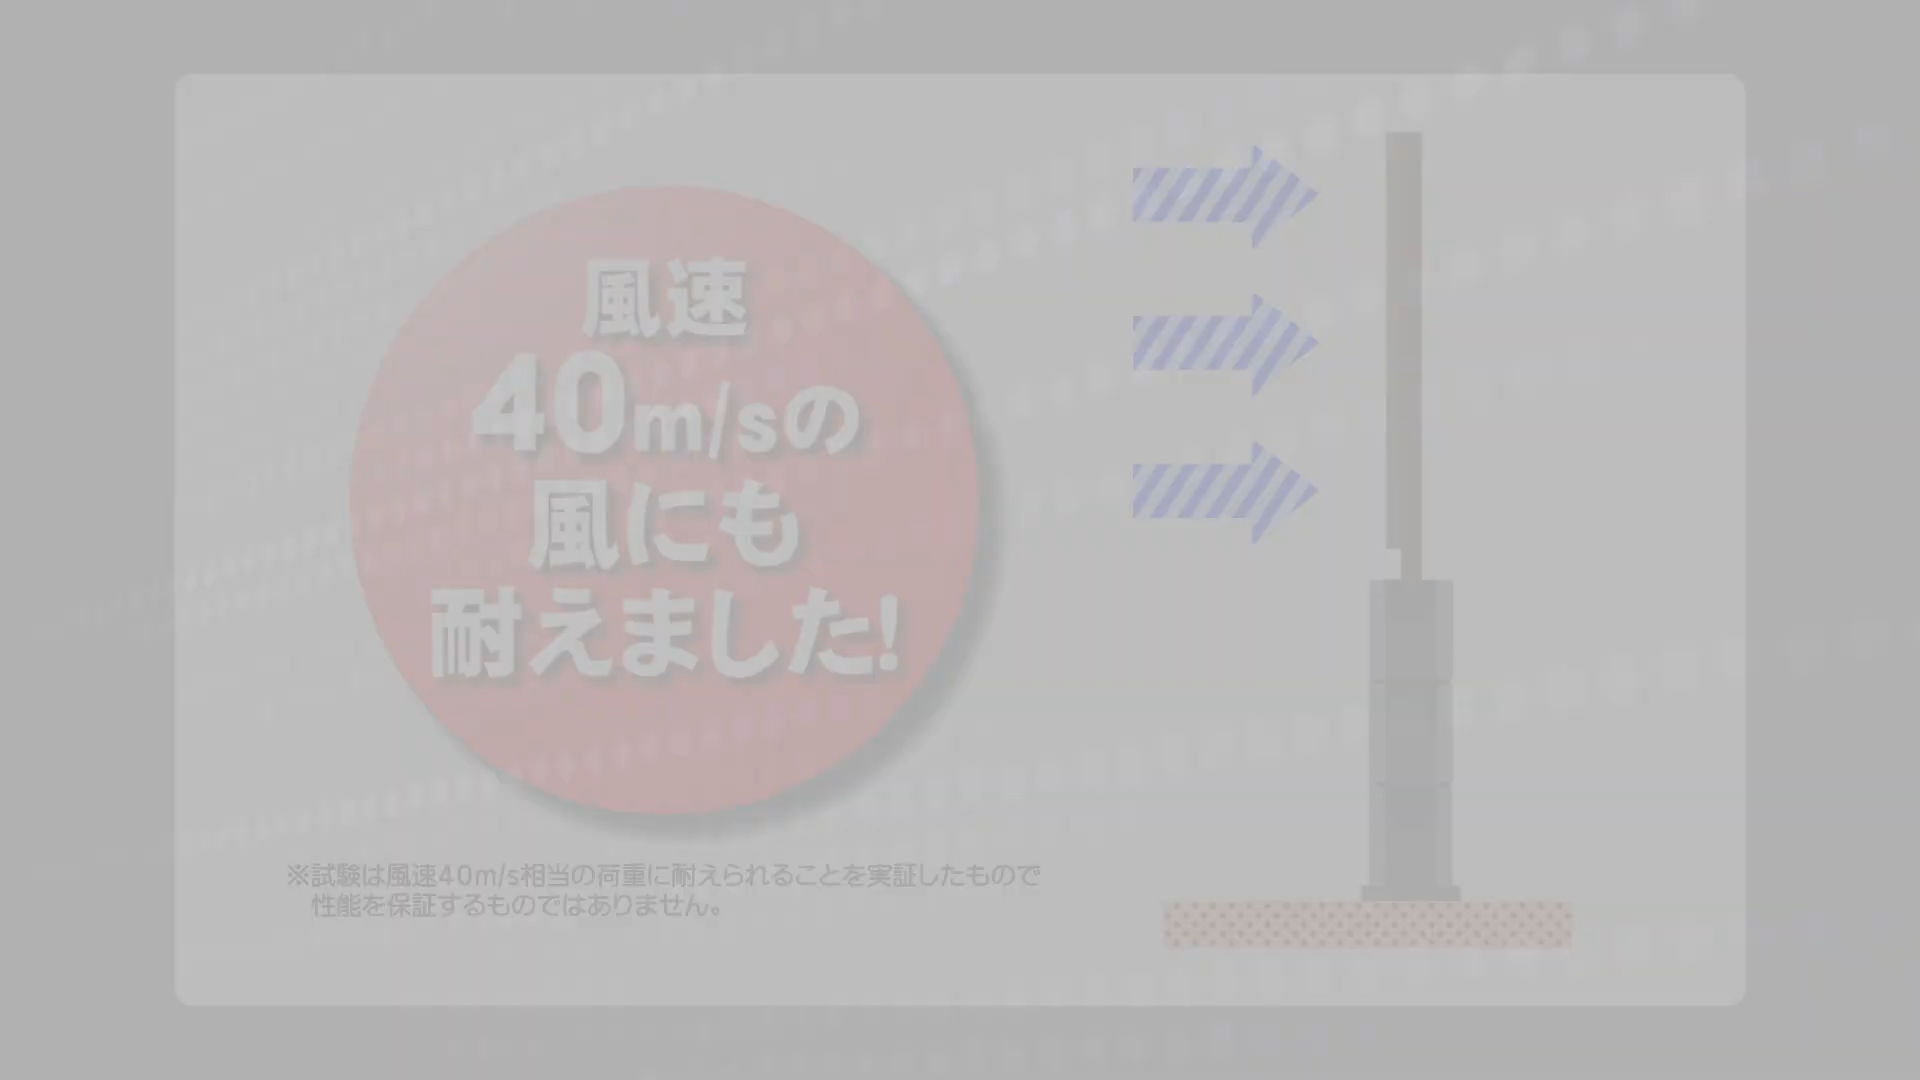 風速
40m/sの
風にも
耐えました!
※試験は風速40m/s相当の荷重に耐えられることを実証したもので
性能を保証するものではありません。